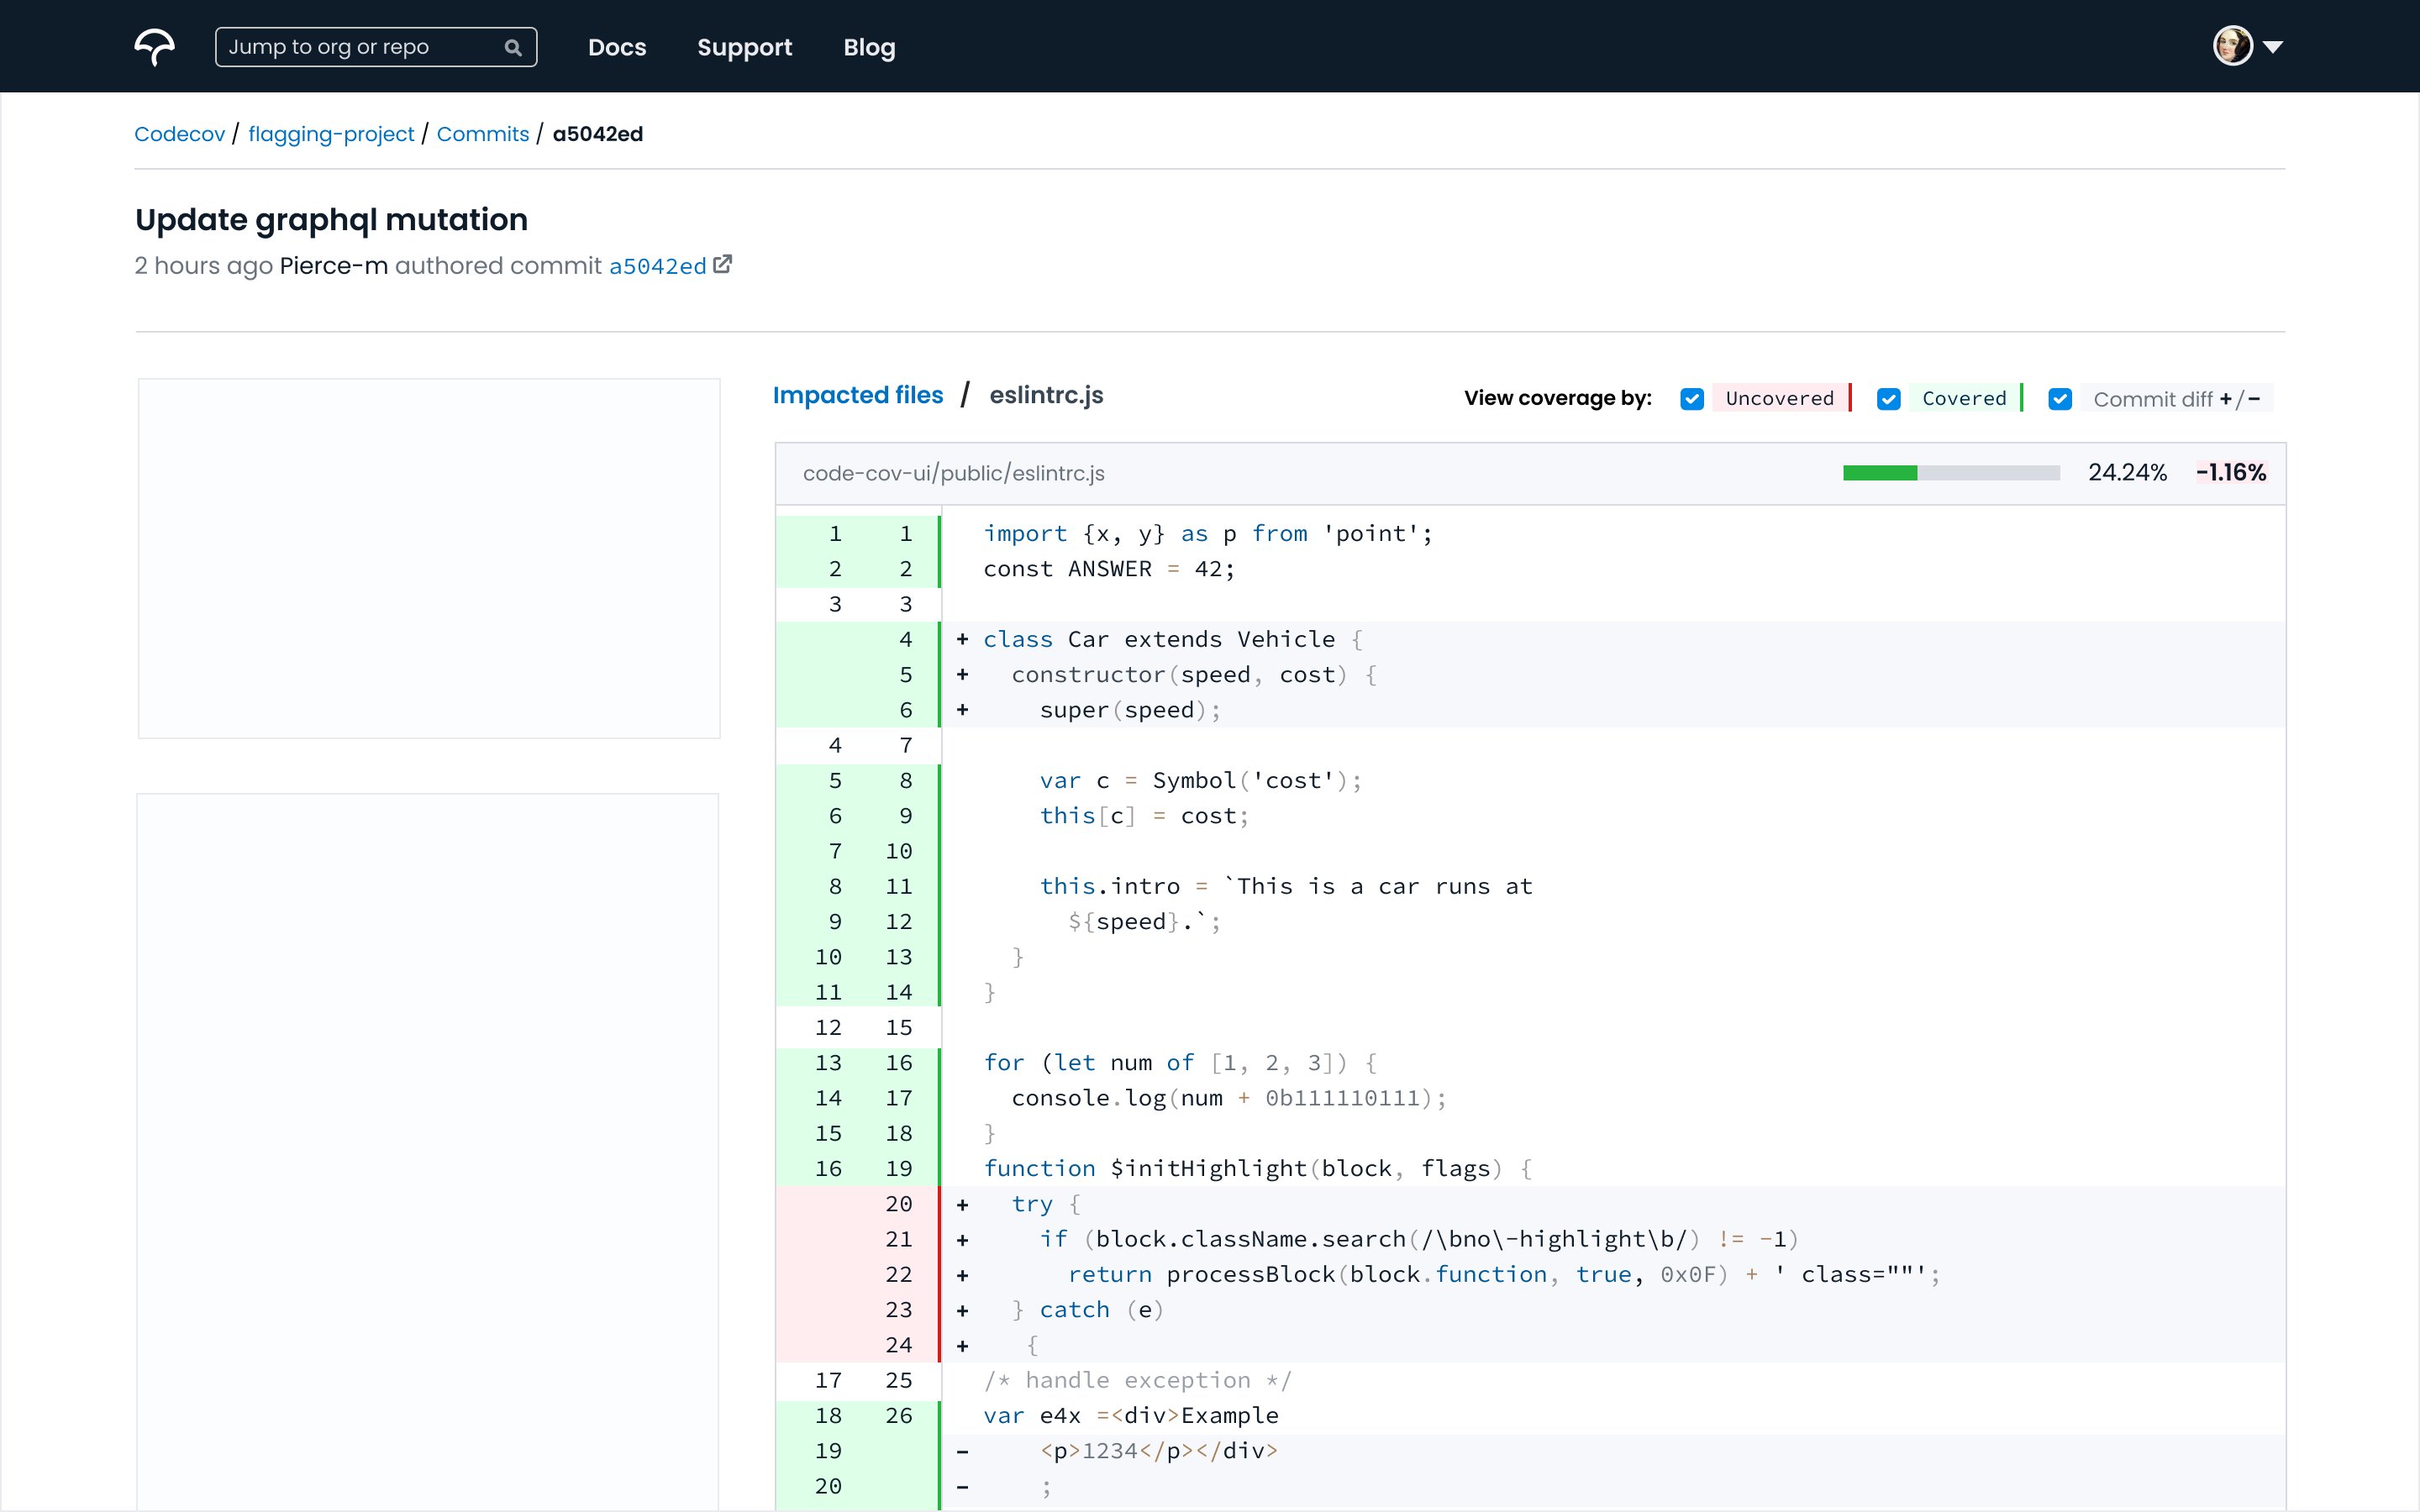 Jump to org or repo Docs Support Blog
Codecov / flagging-project / Commits / a5042ed
Update graphql mutation
2 hours ago Pierce-m authored commit a5042ed
Impacted files / eslintrc.js View coverage by: Uncovered Covered Commit diff +/-
code-cov-ui/public/eslintrc.js 24.24% -1.16%
1 1 import {x, y} as p from 'point';
2 2 const ANSWER = 42;
3 3
4 + class Car extends Vehicle {
5 + constructor(speed, cost) {
6 + super(speed);
4 7
5 8 var c = Symbol('cost');
6 9 this[c] = cost;
7 10
8 11 this.intro = `This is a car runs at
9 12 ${speed}.`;
10 13 }
11 14 }
12 15
13 16 for (let num of [1, 2, 3]) {
14 17 console.log(num + 0b111110111);
15 18 }
16 19 function $initHighlight(block, flags) {
20 + try {
21 + if (block.className.search(/\bno\-highlight\b/) != -1)
22 + return processBlock(block.function, true, 0x0F) + ' class=""';
23 + } catch (e)
24 + {
17 25 /* handle exception */
18 26 var e4x =<div>Example
19 - <p>1234</p></div>
20 - ;